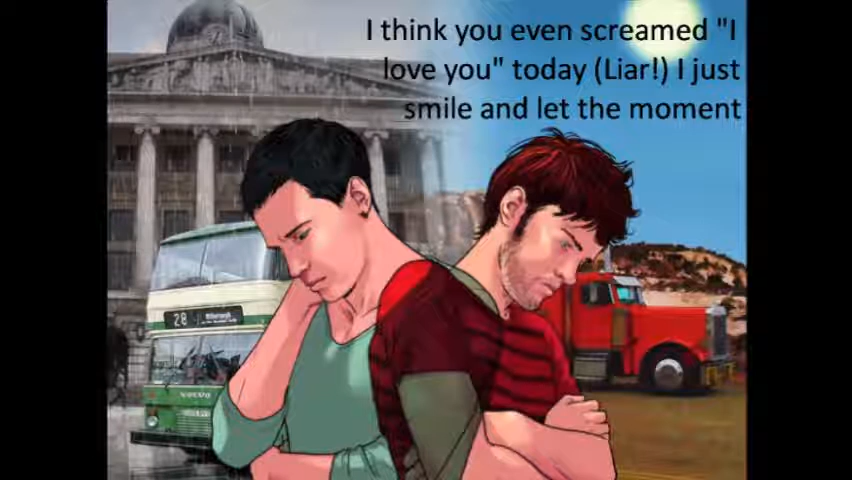 I think you even screamed "I
love you" today (Liar!) I just
smile and let the moment
28
VOLVO